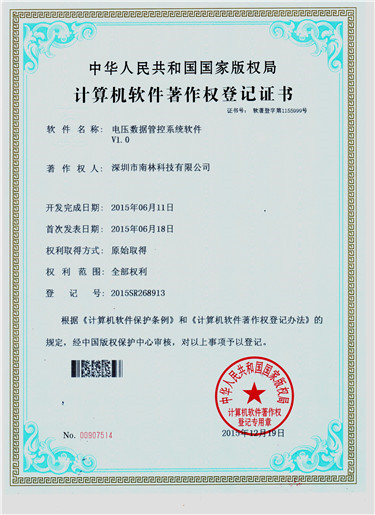 中华人民共和国国家版权局
计算机软件著作权登记证书
证书号： 软著登字第1155999号
软件名称： 电压数据管控系统软件
V1.0
著作权人： 深圳市南林科技有限公司
开发完成日期： 2015年06月11日
首次发表日期： 2015年06月18日
权利取得方式： 原始取得
权利范围： 全部权利
登记号： 2015SR268913
根据《计算机软件保护条例》和《计算机软件著作权登记办法》的
规定，经中国版权保护中心审核，对以上事项予以登记。
中华人民共和国国家版权局
计算机软件著作权
登记专用章
No. 00907514
2015年12月19日